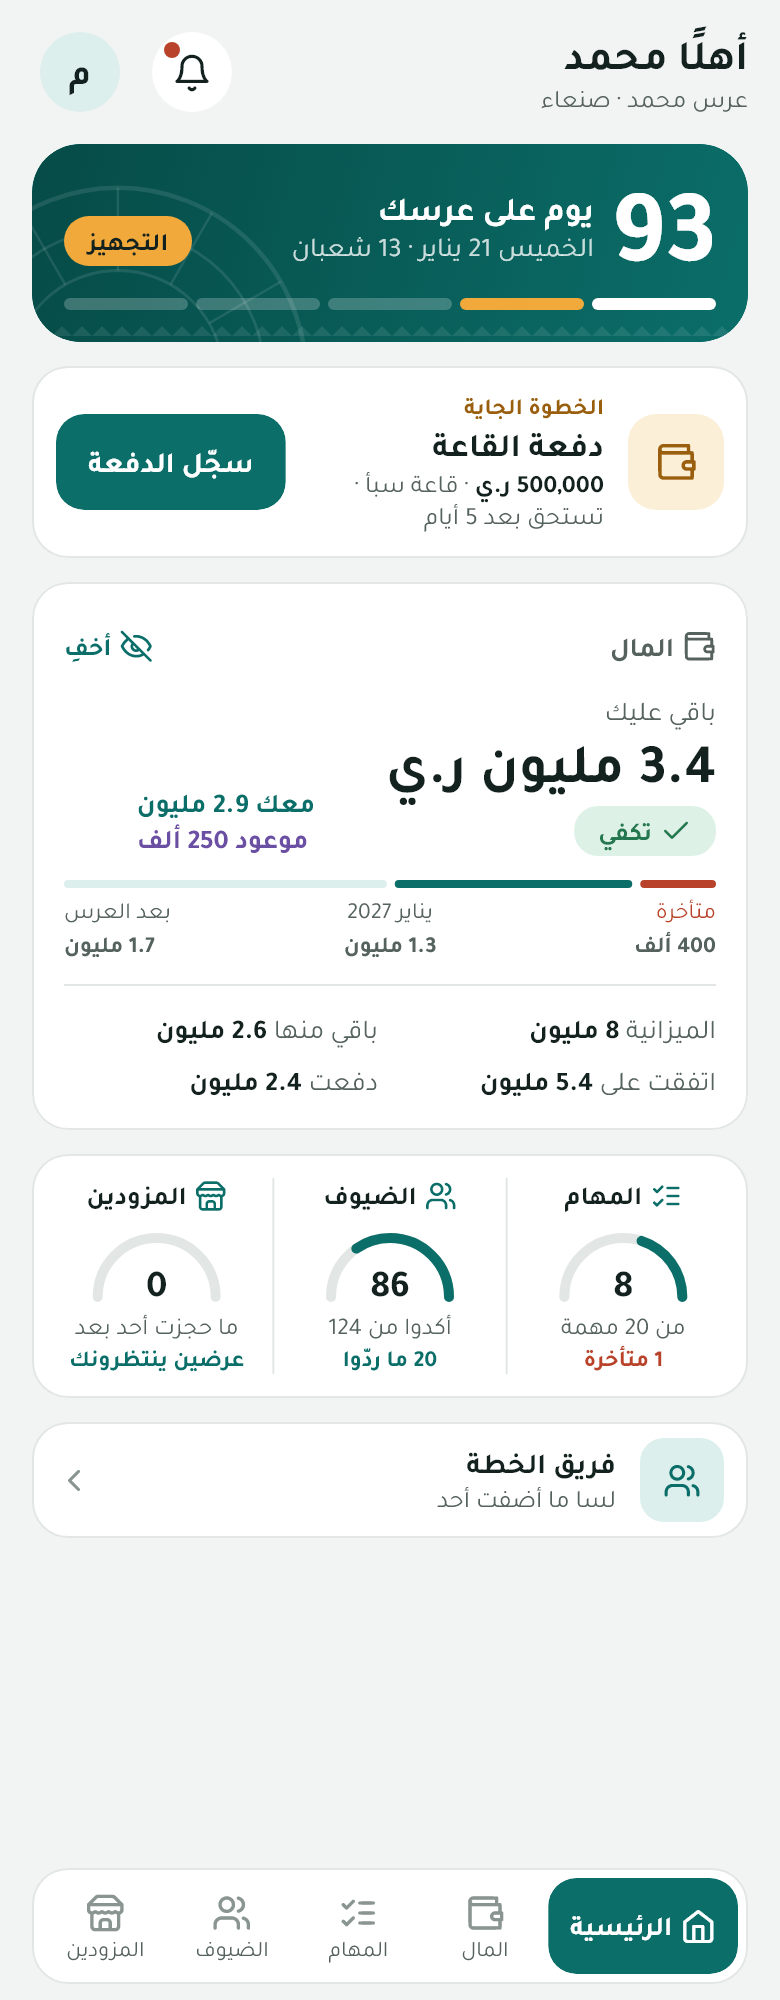 أهلًا محمد
عرس محمد · صنعاء
م
93
يوم على عرسك
الخميس 21 يناير · 13 شعبان
التجهيز
الخطوة الجاية
دفعة القاعة
500,000 ر.ي · قاعة سبأ ·
تستحق بعد 5 أيام
سجّل الدفعة
المال
أخفِ
باقي عليك
3.4 مليون ر.ي
تكفي
معك 2.9 مليون
موعود 250 ألف
متأخرة
400 ألف
يناير 2027
1.3 مليون
بعد العرس
1.7 مليون
الميزانية 8 مليون
باقي منها 2.6 مليون
اتفقت على 5.4 مليون
دفعت 2.4 مليون
المهام
8
من 20 مهمة
1 متأخرة
الضيوف
86
أكدوا من 124
20 ما ردّوا
المزودين
0
ما حجزت أحد بعد
عرضين ينتظرونك
فريق الخطة
لسا ما أضفت أحد
الرئيسية
المال
المهام
الضيوف
المزودين